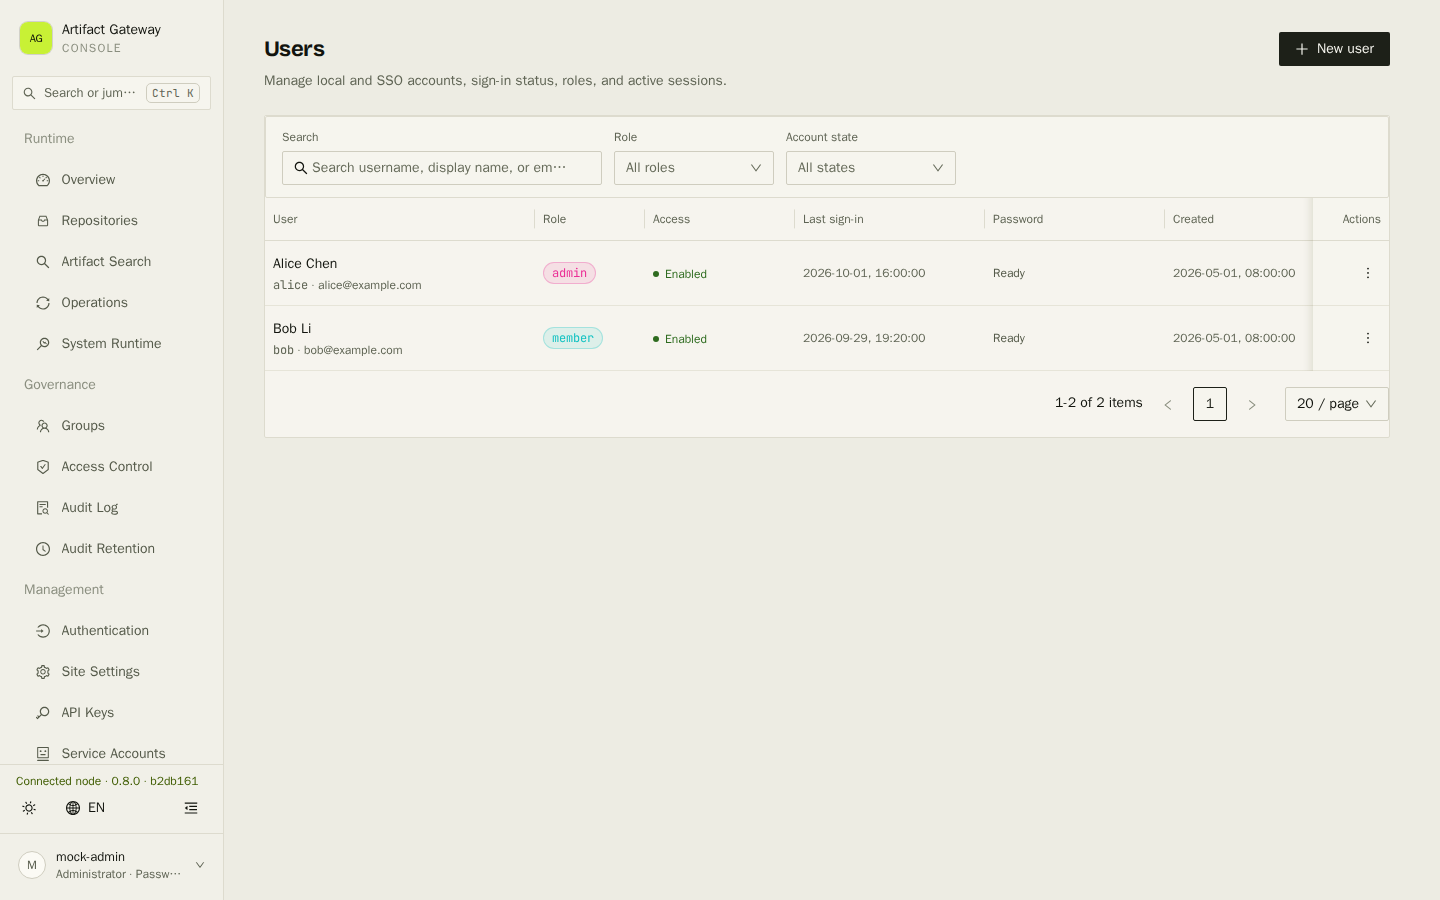 AG
Artifact Gateway
CONSOLE
Search or jum···
Ctrl K
Runtime
Overview
Repositories
Artifact Search
Operations
System Runtime
Governance
Groups
Access Control
Audit Log
Audit Retention
Management
Authentication
Site Settings
API Keys
Service Accounts
Connected node · 0.8.0 · b2db161
EN
M
mock-admin
Administrator · Passw···
Users
Manage local and SSO accounts, sign-in status, roles, and active sessions.
New user
Search
Role
Account state
Search username, display name, or em···
All roles
All states
User
Role
Access
Last sign-in
Password
Created
Actions
Alice Chen
alice · alice@example.com
admin
Enabled
2026-10-01, 16:00:00
Ready
2026-05-01, 08:00:00
Bob Li
bob · bob@example.com
member
Enabled
2026-09-29, 19:20:00
Ready
2026-05-01, 08:00:00
1-2 of 2 items
1
20 / page